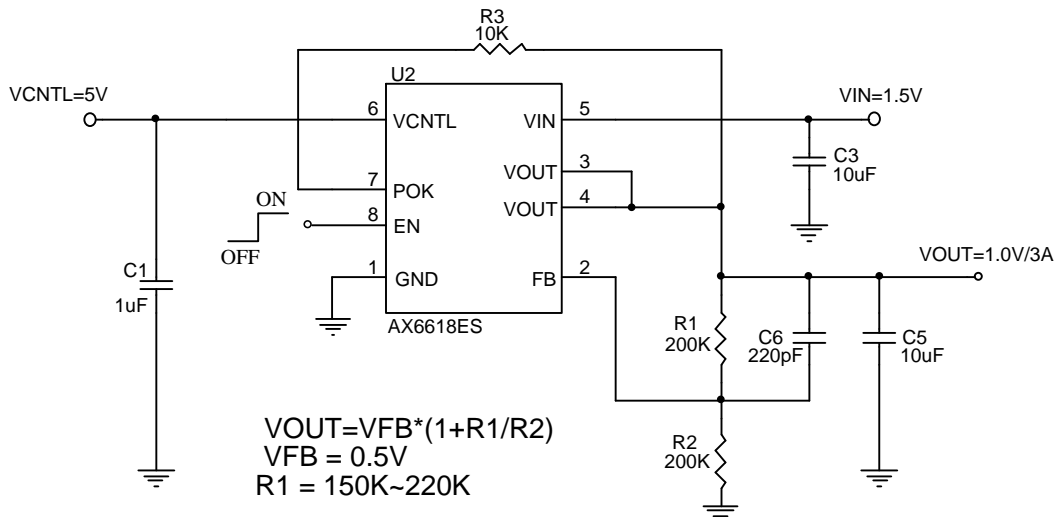 R3
10K
U2
VCNTL=5V
6
VCNTL
VIN
5
VIN=1.5V
VOUT
3
C3
10uF
7
POK
VOUT
4
ON
OFF
8
EN
VOUT=1.0V/3A
C1
1uF
1
GND
FB
2
AX6618ES
R1
200K
C6
220pF
C5
10uF
VOUT=VFB*(1+R1/R2)
VFB = 0.5V
R1 = 150K~220K
R2
200K